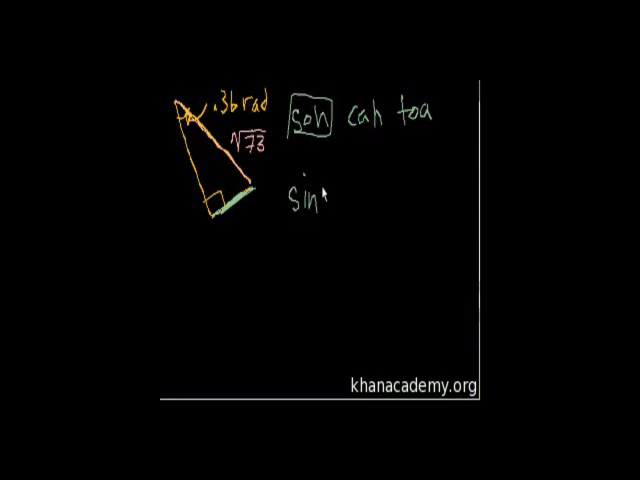 .36 rad
soh cah toa
√73
sin
khanacademy.org